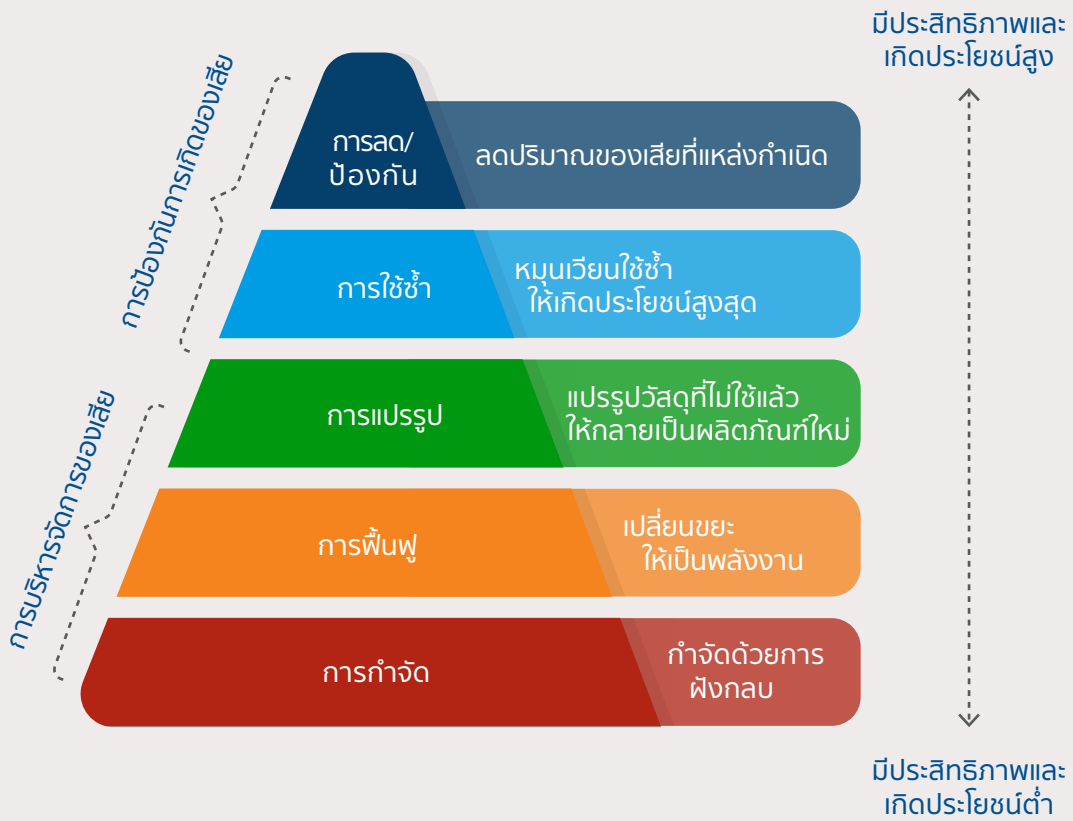 มีประสิทธิภาพและ
เกิดประโยชน์สูง
การป้องกันการเกิดของเสีย
การลด/
ป้องกัน
ลดปริมาณของเสียที่แหล่งกำเนิด
การใช้ซ้ำ
หมุนเวียนใช้ซ้ำ
ให้เกิดประโยชน์สูงสุด
การบริหารจัดการของเสีย
การแปรรูป
แปรรูปวัสดุที่ไม่ใช้แล้ว
ให้กลายเป็นผลิตภัณฑ์ใหม่
การฟื้นฟู
เปลี่ยนขยะ
ให้เป็นพลังงาน
การกำจัด
กำจัดด้วยการ
ฝังกลบ
มีประสิทธิภาพและ
เกิดประโยชน์ต่ำ